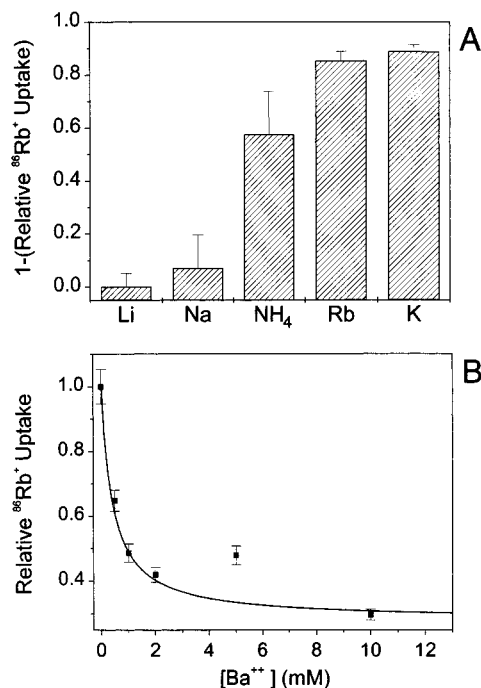 A
1-(Relative ⁸⁶Rb⁺ Uptake)
1.0
0.8
0.6
0.4
0.2
0.0
Li Na NH₄ Rb K
B
Relative ⁸⁶Rb⁺ Uptake
1.0
0.8
0.6
0.4
0 2 4 6 8 10 12
[Ba⁺⁺] (mM)